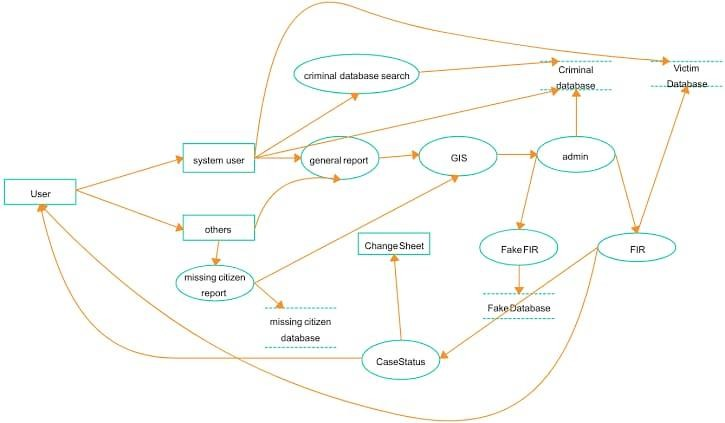 criminal database search
Criminal
database
Victim
Database
system user
general report
GIS
admin
User
others
Change Sheet
Fake FIR
FIR
missing citizen
report
Fake Database
missing citizen
database
CaseStatus